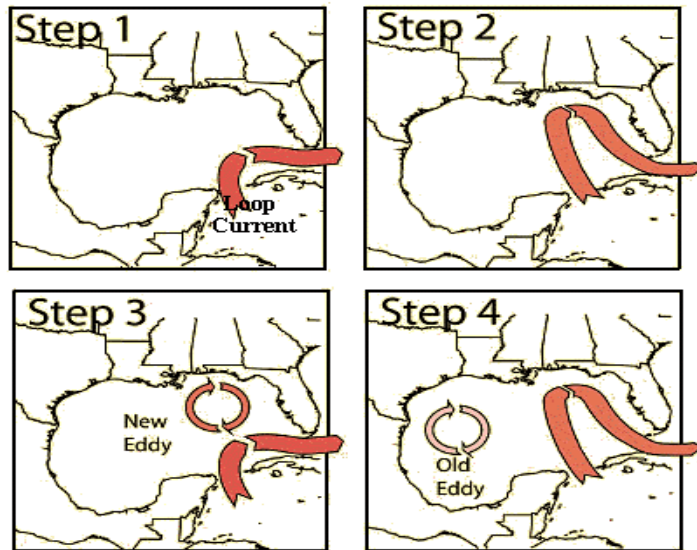 Step 1
Loop
Current
Step 2
Step 3
New
Eddy
Step 4
Old
Eddy